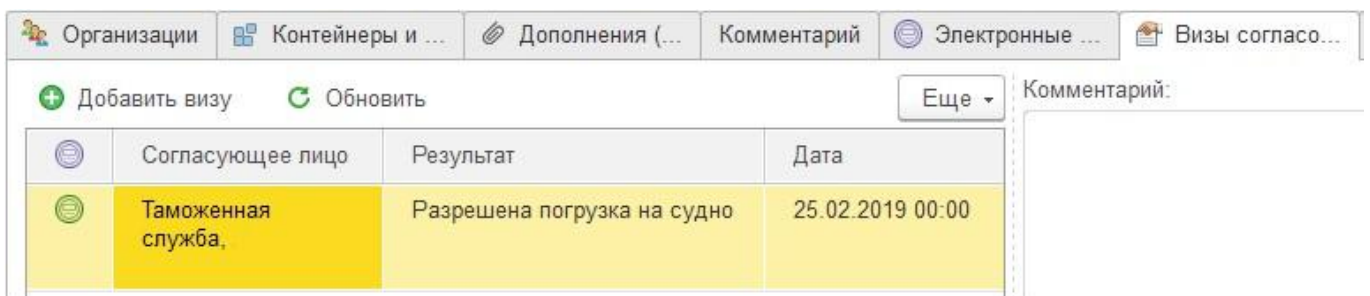 Организации Контейнеры и ... Дополнения (... Комментарий Электронные ... Визы согласо...
Добавить визу Обновить Еще Комментарий:
Согласующее лицо Результат Дата
Таможенная Разрешена погрузка на судно 25.02.2019 00:00
служба,